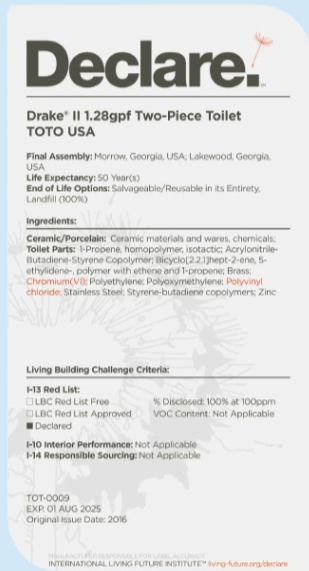 Declare.
Drake® II 1.28gpf Two-Piece Toilet
TOTO USA
Final Assembly: Morrow, Georgia, USA; Lakewood, Georgia,
USA
Life Expectancy: 50 Year(s)
End of Life Options: Salvageable/Reusable in its Entirety,
Landfill (100%)
Ingredients:
Ceramic/Porcelain: Ceramic materials and wares, chemicals;
Toilet Parts: 1-Propene, homopolymer, isotactic; Acrylonitrile-
Butadiene-Styrene Copolymer; Bicyclo[2.2.1]hept-2-ene, 5-
ethylidene-, polymer with ethene and 1-propene; Brass;
Chromium(VI); Polyethylene; Polyoxymethylene; Polyvinyl
chloride; Stainless Steel; Styrene-butadiene copolymers; Zinc
Living Building Challenge Criteria:
I-13 Red List:
☐ LBC Red List Free % Disclosed: 100% at 100ppm
☐ LBC Red List Approved VOC Content: Not Applicable
■ Declared
I-10 Interior Performance: Not Applicable
I-14 Responsible Sourcing: Not Applicable
TOT-0009
EXP. 01 AUG 2025
Original Issue Date: 2016
MANUFACTURER RESPONSIBLE FOR LABEL ACCURACY
INTERNATIONAL LIVING FUTURE INSTITUTE™ living-future.org/declare